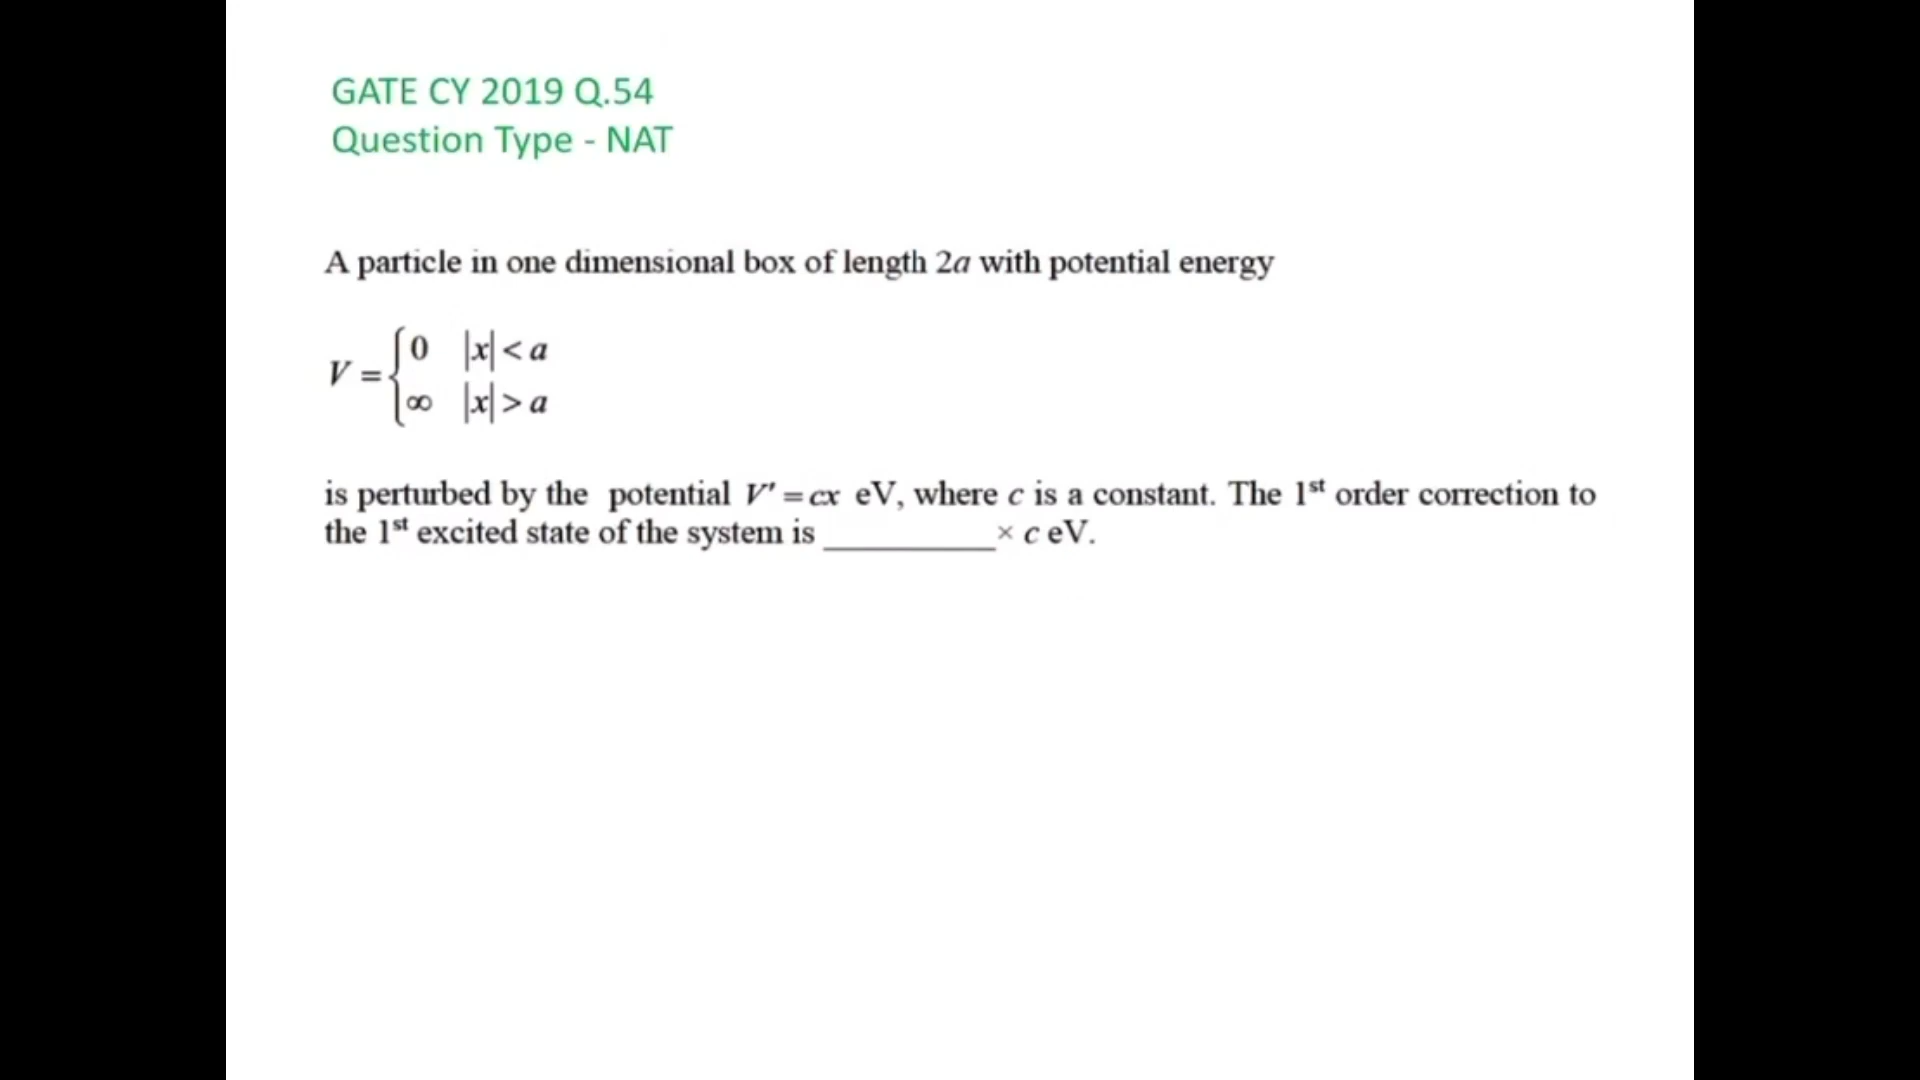 GATE CY 2019 Q.54
Question Type - NAT
A particle in one dimensional box of length 2a with potential energy
V = { 0 |x| < a
∞ |x| > a
is perturbed by the potential V' = cx eV, where c is a constant. The 1st order correction to
the 1st excited state of the system is __________ × c eV.